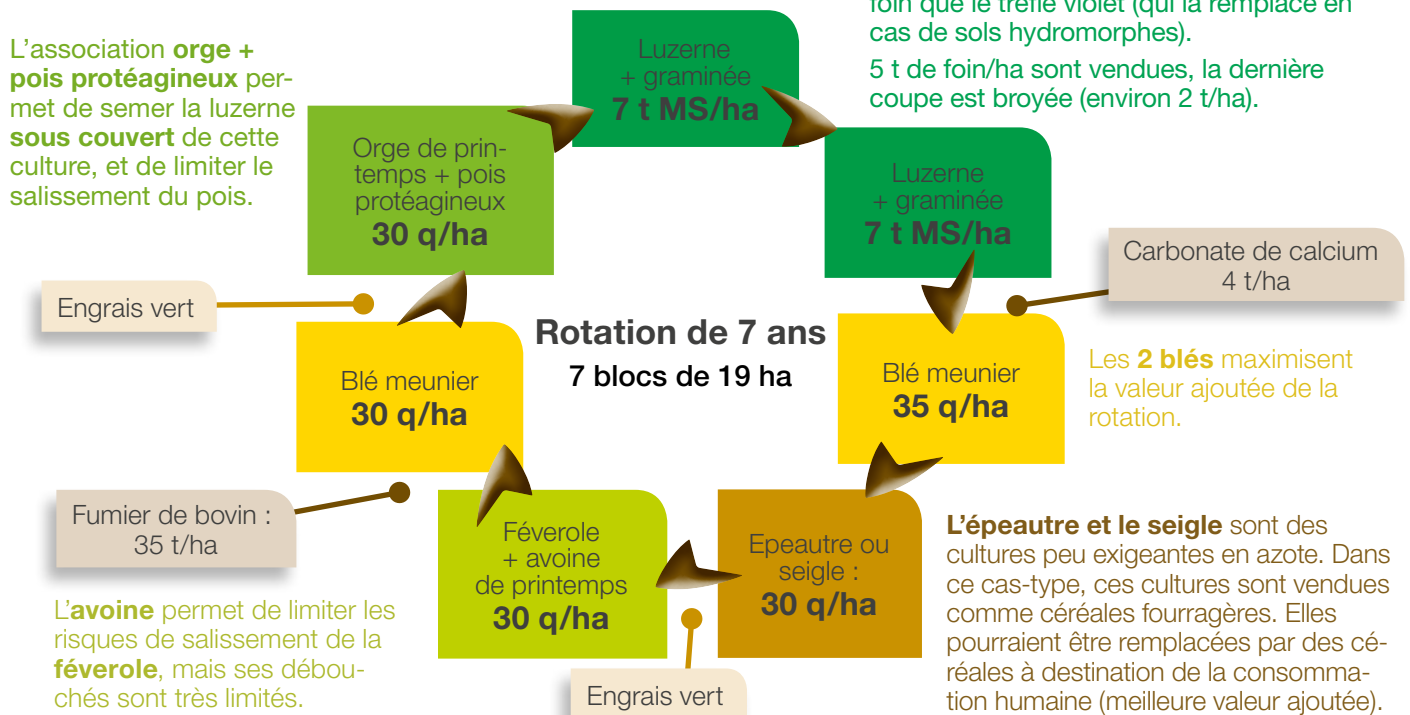 foin que le trèfle violet (qui la remplace en
cas de sols hydromorphes).
5 t de foin/ha sont vendues, la dernière
coupe est broyée (environ 2 t/ha).
L'association orge +
pois protéagineux per-
met de semer la luzerne
sous couvert de cette
culture, et de limiter le
salissement du pois.
Luzerne
+ graminée
7 t MS/ha
Orge de prin-
temps + pois
protéagineux
30 q/ha
Luzerne
+ graminée
7 t MS/ha
Carbonate de calcium
4 t/ha
Engrais vert
Rotation de 7 ans
7 blocs de 19 ha
Blé meunier
30 q/ha
Blé meunier
35 q/ha
Les 2 blés maximisent
la valeur ajoutée de la
rotation.
Fumier de bovin :
35 t/ha
Féverole
+ avoine
de printemps
30 q/ha
Epeautre ou
seigle :
30 q/ha
L'épeautre et le seigle sont des
cultures peu exigeantes en azote. Dans
ce cas-type, ces cultures sont vendues
comme céréales fourragères. Elles
pourraient être remplacées par des cé-
réales à destination de la consomma-
tion humaine (meilleure valeur ajoutée).
L'avoine permet de limiter les
risques de salissement de la
féverole, mais ses débou-
chés sont très limités.
Engrais vert